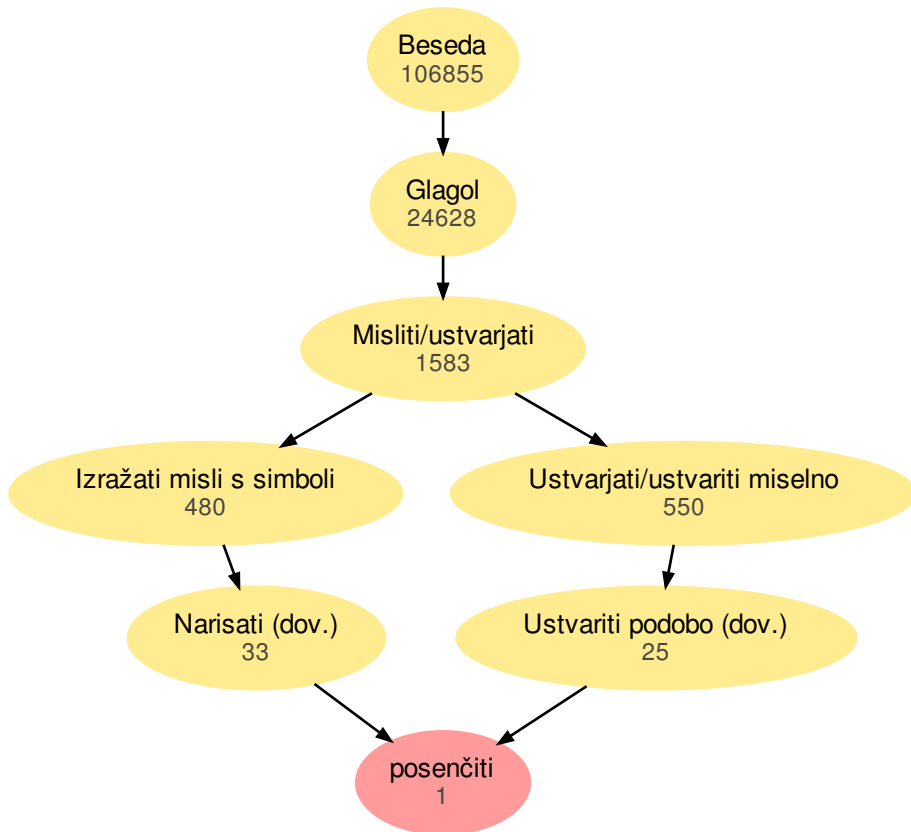 Beseda
106855
Glagol
24628
Misliti/ustvarjati
1583
Izražati misli s simboli
480
Ustvarjati/ustvariti miselno
550
Narisati (dov.)
33
Ustvariti podobo (dov.)
25
posenčiti
1